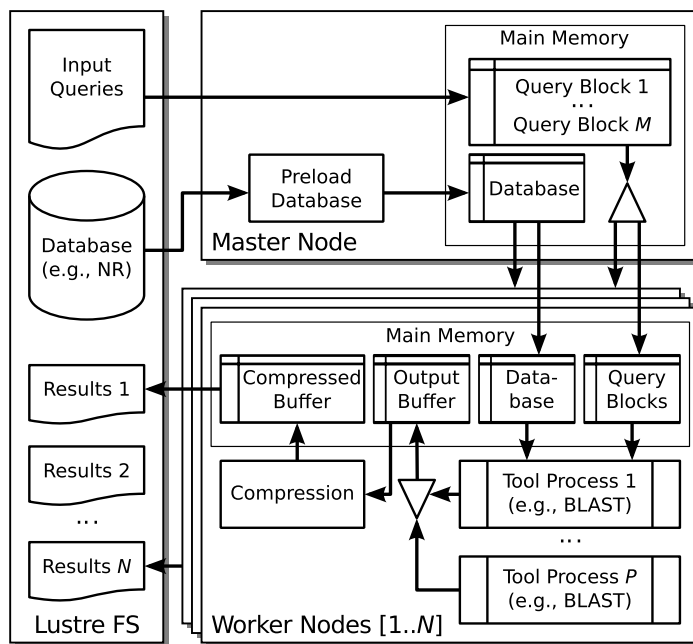 Input
Queries
Database
(e.g., NR)
Results 1
Results 2
...
Results N
Lustre FS
Main Memory
Query Block 1
...
Query Block M
Preload
Database
Database
Master Node
Main Memory
Compressed
Buffer
Output
Buffer
Data-
base
Query
Blocks
Compression
Tool Process 1
(e.g., BLAST)
...
Tool Process P
(e.g., BLAST)
Worker Nodes [1..N]